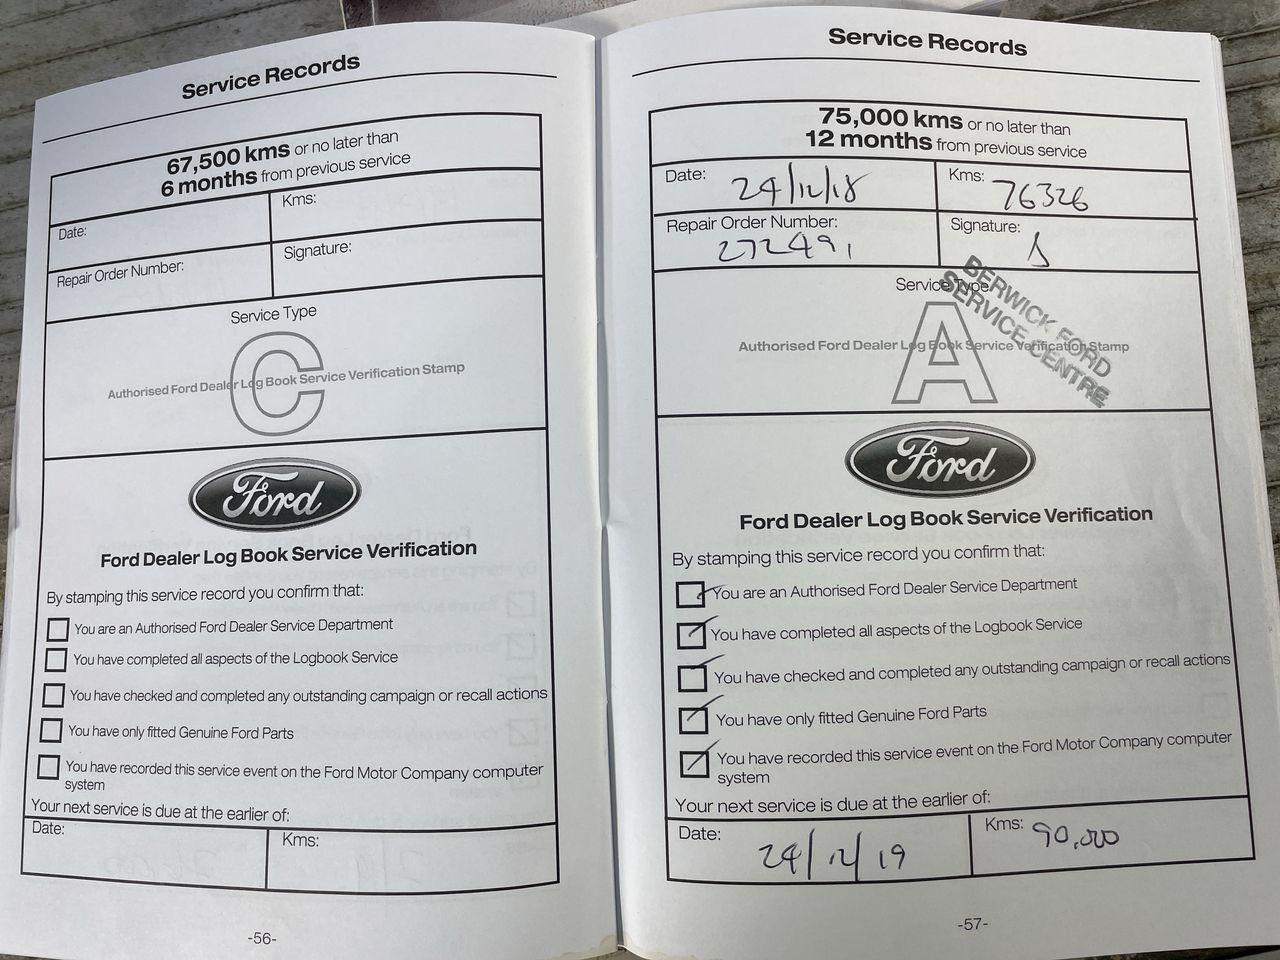 Service Records
67,500 kms or no later than
6 months from previous service
Date:
Kms:
Repair Order Number:
Signature:
Service Type
C
Authorised Ford Dealer Log Book Service Verification Stamp
Ford
Ford Dealer Log Book Service Verification
By stamping this service record you confirm that:
You are an Authorised Ford Dealer Service Department
You have completed all aspects of the Logbook Service
You have checked and completed any outstanding campaign or recall actions
You have only fitted Genuine Ford Parts
You have recorded this service event on the Ford Motor Company computer
system
Your next service is due at the earlier of:
Date:
Kms:
-56-
Service Records
75,000 kms or no later than
12 months from previous service
Date: 24/12/18
Kms: 76326
Repair Order Number:
272491
Signature:
Service Type
BERWICK FORD
SERVICE CENTRE
A
Authorised Ford Dealer Log Book Service Verification Stamp
Ford
Ford Dealer Log Book Service Verification
By stamping this service record you confirm that:
You are an Authorised Ford Dealer Service Department
You have completed all aspects of the Logbook Service
You have checked and completed any outstanding campaign or recall actions
You have only fitted Genuine Ford Parts
You have recorded this service event on the Ford Motor Company computer
system
Your next service is due at the earlier of:
Date: 24/12/19
Kms: 90,000
-57-